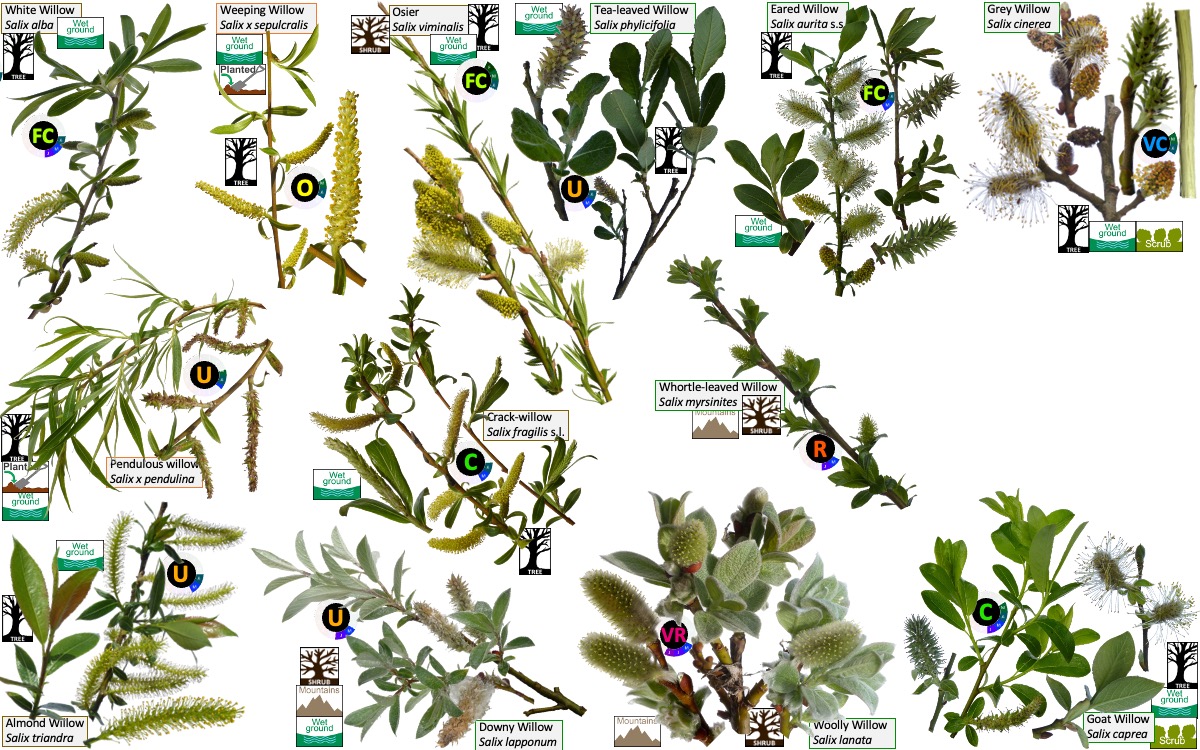 White Willow
Salix alba
Wet
ground
TREE
FC
Weeping Willow
Salix x sepulcralis
Wet
ground
Planted
TREE
O
Osier
Salix viminalis
SHRUB
TREE
Wet
ground
FC
Wet
ground
Tea-leaved Willow
Salix phylicifolia
TREE
U
Eared Willow
Salix aurita s.s.
TREE
FC
Wet
ground
Grey Willow
Salix cinerea
VC
TREE
Wet
ground
Scrub
U
TREE
Planted
Wet
ground
Pendulous willow
Salix x pendulina
Crack-willow
Salix fragilis s.l.
C
Wet
ground
TREE
Whortle-leaved Willow
Salix myrsinites
Mountains
SHRUB
R
Wet
ground
U
TREE
Almond Willow
Salix triandra
U
SHRUB
Mountains
Wet
ground
Downy Willow
Salix lapponum
VR
Mountains
SHRUB
Woolly Willow
Salix lanata
C
TREE
Wet
ground
Scrub
Goat Willow
Salix caprea